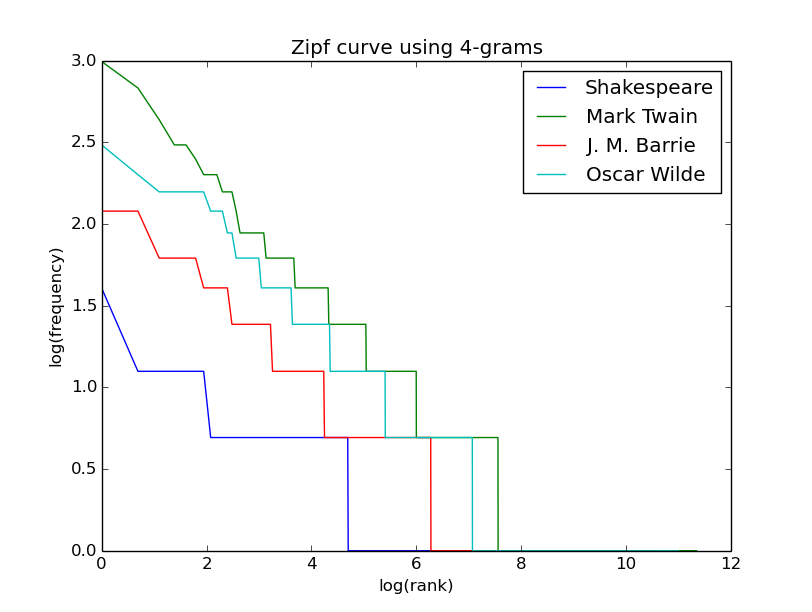 Zipf curve using 4-grams
3.0
2.5
2.0
1.5
1.0
0.5
0.0
log(frequency)
Shakespeare
Mark Twain
J. M. Barrie
Oscar Wilde
0 2 4 6 8 10 12
log(rank)